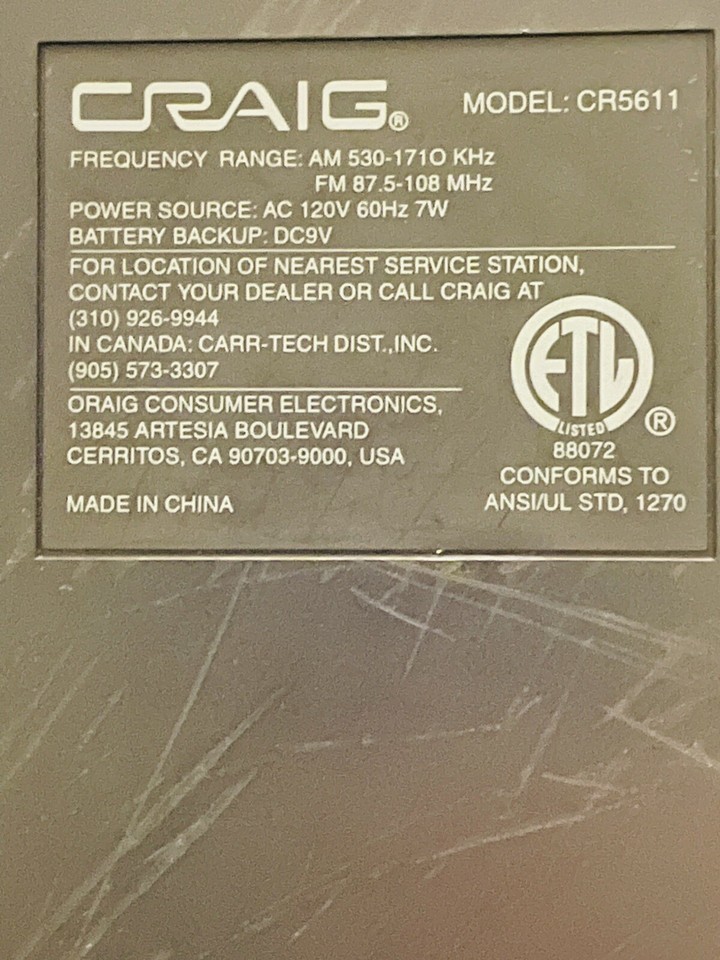 CRAIG®
MODEL: CR5611
FREQUENCY RANGE: AM 530-171O KHz
FM 87.5-108 MHz
POWER SOURCE: AC 120V 60Hz 7W
BATTERY BACKUP: DC9V
FOR LOCATION OF NEAREST SERVICE STATION,
CONTACT YOUR DEALER OR CALL CRAIG AT
(310) 926-9944
IN CANADA: CARR-TECH DIST.,INC.
(905) 573-3307
ORAIG CONSUMER ELECTRONICS,
13845 ARTESIA BOULEVARD
CERRITOS, CA 90703-9000, USA
MADE IN CHINA
ETL
LISTED
®
88072
CONFORMS TO
ANSI/UL STD, 1270